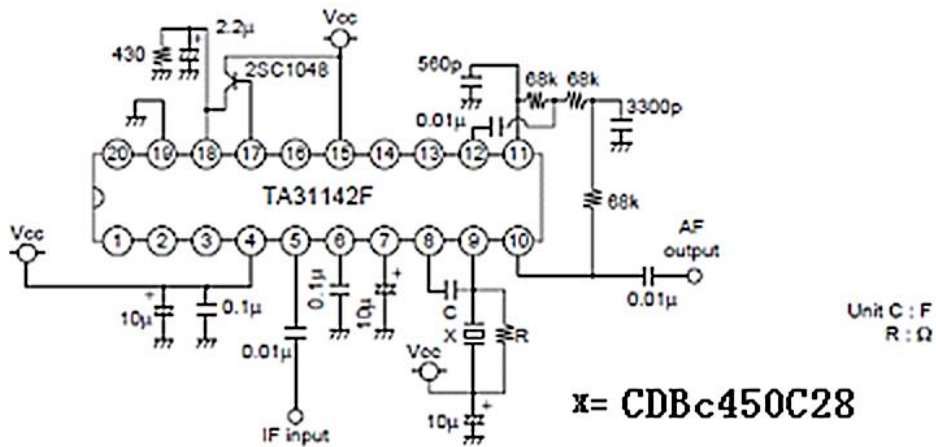 Vcc
2.2μ
+
430
2SC1048
560p
68k 68k
0.01μ
3300p
20 19 18 17 16 15 14 13 12 11
TA31142F
68k
1 2 3 4 5 6 7 8 9 10
Vcc
AF
output
+
10μ
0.1μ
0.01μ
0.1μ
10μ
+
C
X
R
0.01μ
Unit C : F
R : Ω
Vcc
+
10μ
IF input
x= CDBc450C28